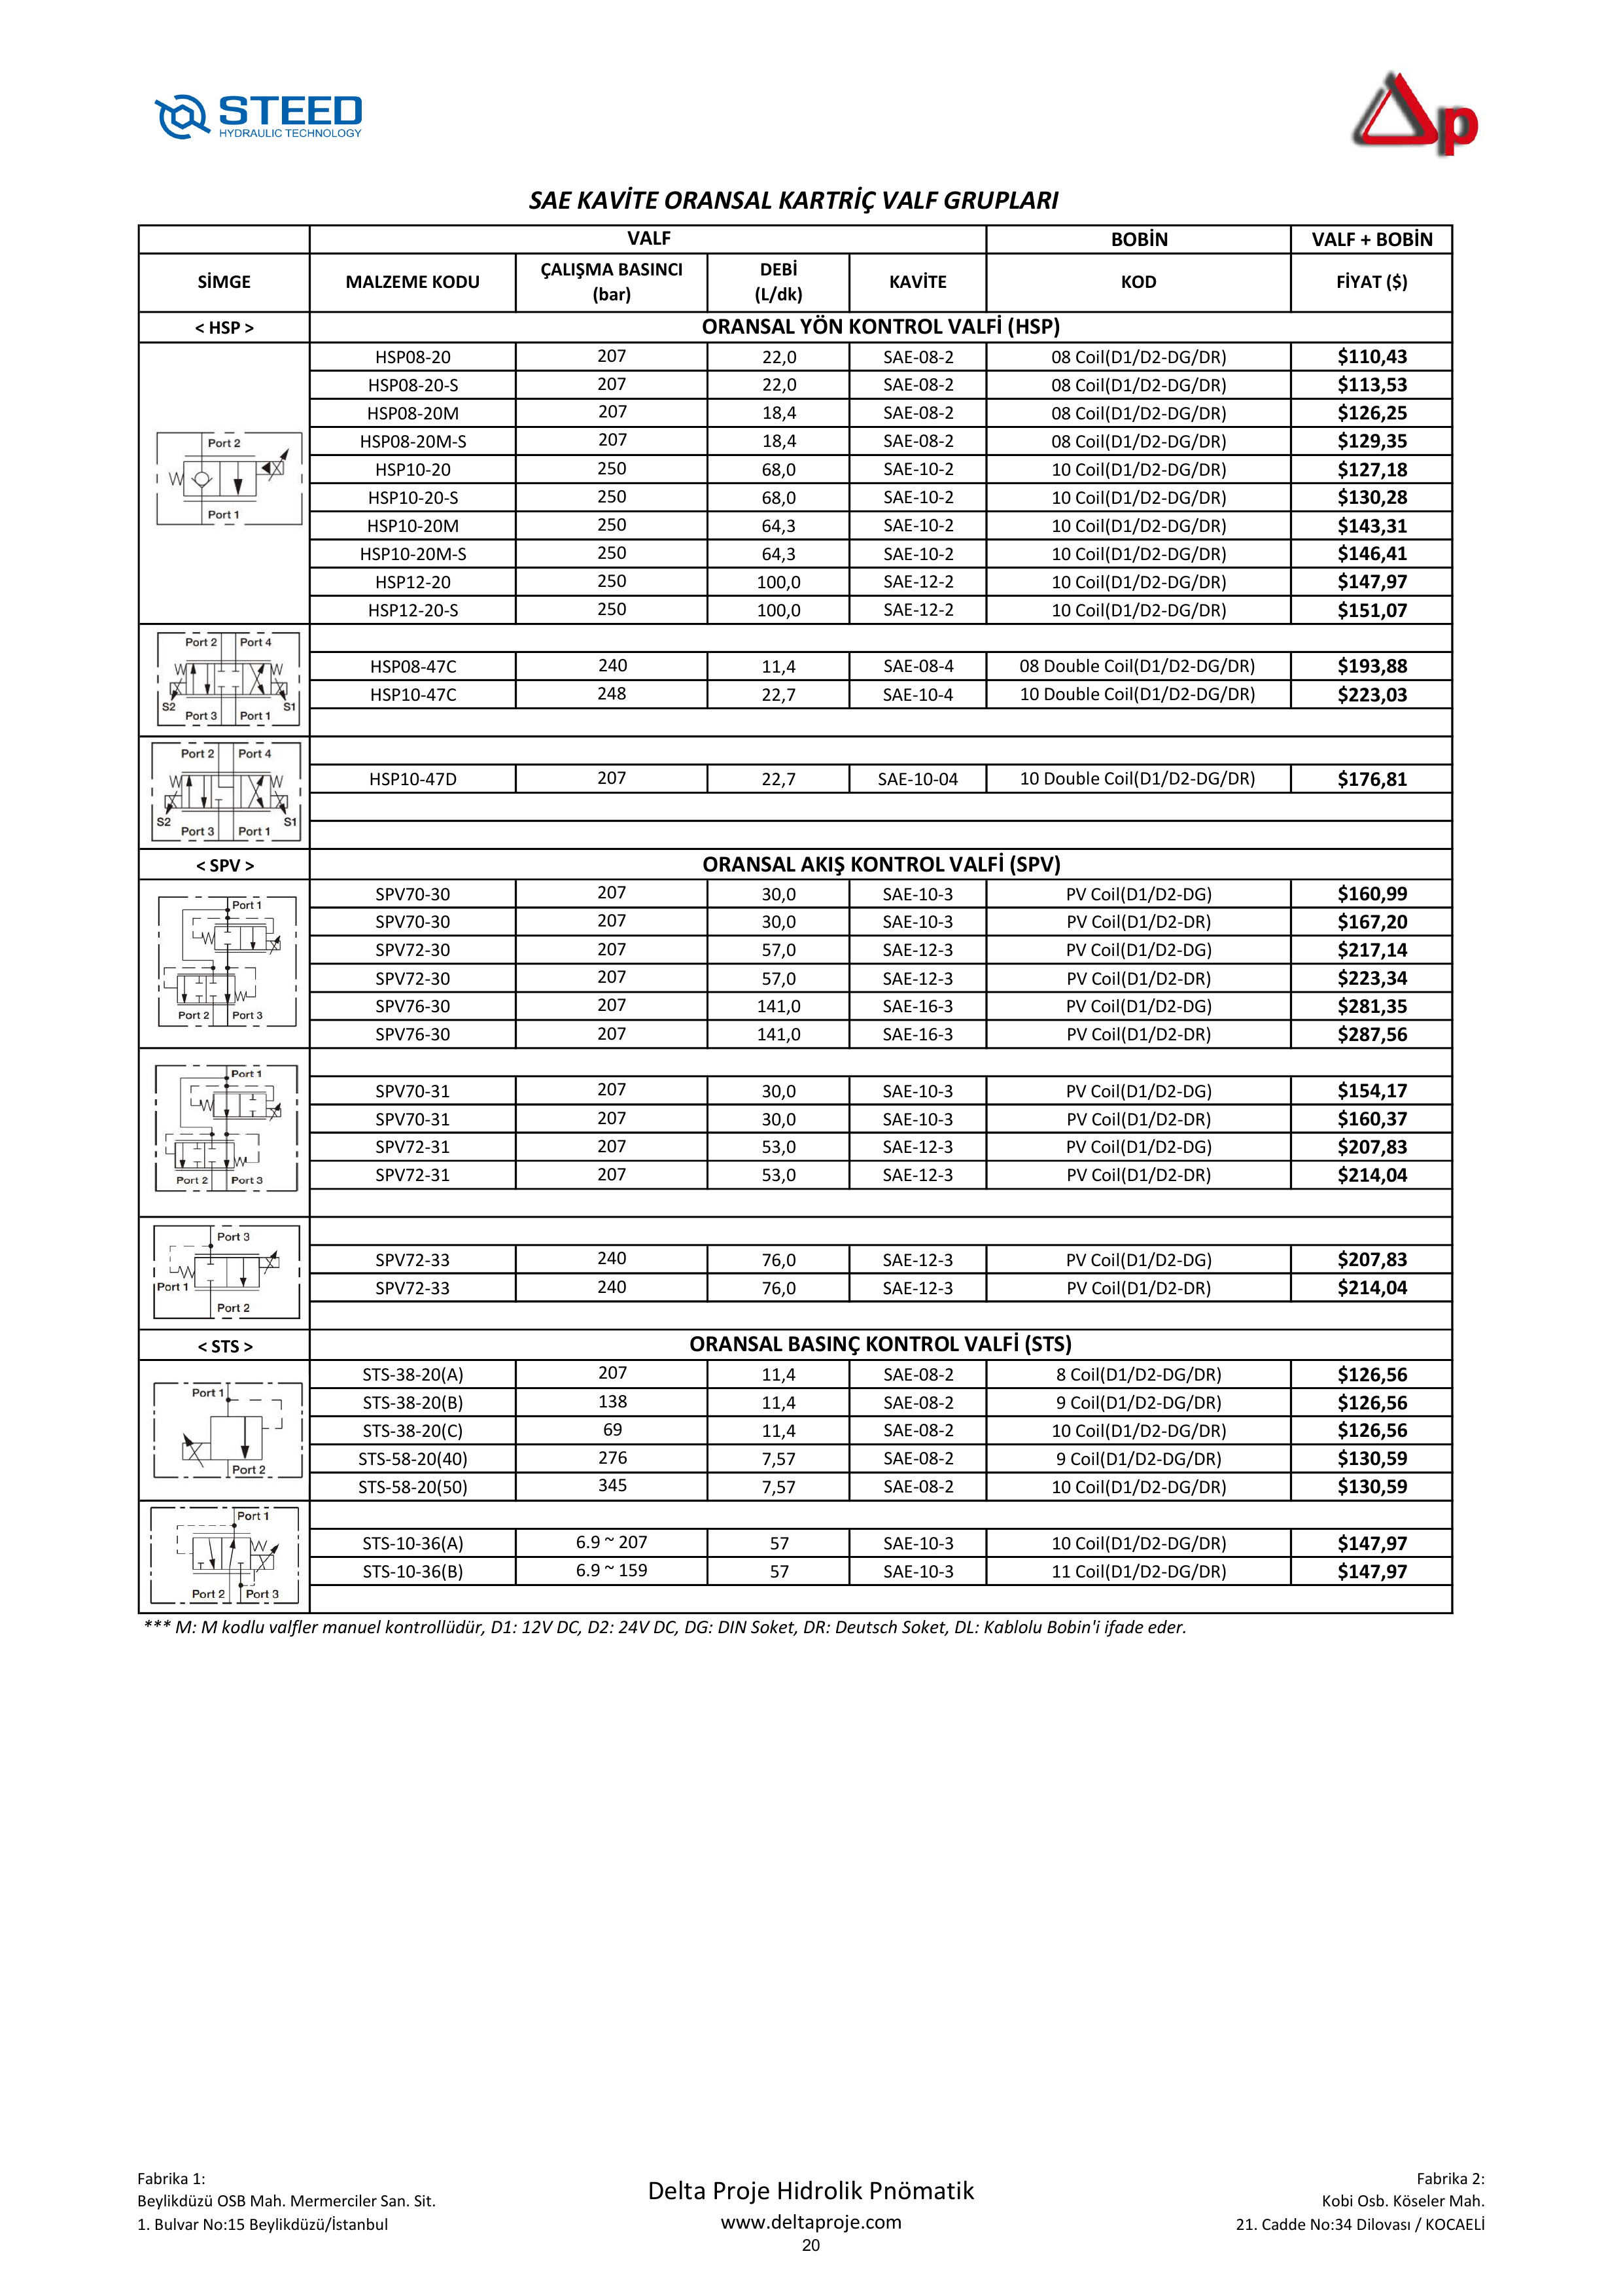 STEED
HYDRAULIC TECHNOLOGY
p
SAE KAVİTE ORANSAL KARTRİÇ VALF GRUPLARI
VALF BOBİN VALF + BOBİN
SİMGE MALZEME KODU ÇALIŞMA BASINCI (bar) DEBİ (L/dk) KAVİTE KOD FİYAT ($)
< HSP > ORANSAL YÖN KONTROL VALFİ (HSP)
Port 2
Port 1
HSP08-20 207 22,0 SAE-08-2 08 Coil(D1/D2-DG/DR) $110,43
HSP08-20-S 207 22,0 SAE-08-2 08 Coil(D1/D2-DG/DR) $113,53
HSP08-20M 207 18,4 SAE-08-2 08 Coil(D1/D2-DG/DR) $126,25
HSP08-20M-S 207 18,4 SAE-08-2 08 Coil(D1/D2-DG/DR) $129,35
HSP10-20 250 68,0 SAE-10-2 10 Coil(D1/D2-DG/DR) $127,18
HSP10-20-S 250 68,0 SAE-10-2 10 Coil(D1/D2-DG/DR) $130,28
HSP10-20M 250 64,3 SAE-10-2 10 Coil(D1/D2-DG/DR) $143,31
HSP10-20M-S 250 64,3 SAE-10-2 10 Coil(D1/D2-DG/DR) $146,41
HSP12-20 250 100,0 SAE-12-2 10 Coil(D1/D2-DG/DR) $147,97
HSP12-20-S 250 100,0 SAE-12-2 10 Coil(D1/D2-DG/DR) $151,07
Port 2 Port 4
S2 S1
Port 3 Port 1
HSP08-47C 240 11,4 SAE-08-4 08 Double Coil(D1/D2-DG/DR) $193,88
HSP10-47C 248 22,7 SAE-10-4 10 Double Coil(D1/D2-DG/DR) $223,03
Port 2 Port 4
S2 S1
Port 3 Port 1
HSP10-47D 207 22,7 SAE-10-04 10 Double Coil(D1/D2-DG/DR) $176,81
< SPV > ORANSAL AKIŞ KONTROL VALFİ (SPV)
Port 1
Port 2 Port 3
SPV70-30 207 30,0 SAE-10-3 PV Coil(D1/D2-DG) $160,99
SPV70-30 207 30,0 SAE-10-3 PV Coil(D1/D2-DR) $167,20
SPV72-30 207 57,0 SAE-12-3 PV Coil(D1/D2-DG) $217,14
SPV72-30 207 57,0 SAE-12-3 PV Coil(D1/D2-DR) $223,34
SPV76-30 207 141,0 SAE-16-3 PV Coil(D1/D2-DG) $281,35
SPV76-30 207 141,0 SAE-16-3 PV Coil(D1/D2-DR) $287,56
Port 1
Port 2 Port 3
SPV70-31 207 30,0 SAE-10-3 PV Coil(D1/D2-DG) $154,17
SPV70-31 207 30,0 SAE-10-3 PV Coil(D1/D2-DR) $160,37
SPV72-31 207 53,0 SAE-12-3 PV Coil(D1/D2-DG) $207,83
SPV72-31 207 53,0 SAE-12-3 PV Coil(D1/D2-DR) $214,04
Port 3
Port 1
Port 2
SPV72-33 240 76,0 SAE-12-3 PV Coil(D1/D2-DG) $207,83
SPV72-33 240 76,0 SAE-12-3 PV Coil(D1/D2-DR) $214,04
< STS > ORANSAL BASINÇ KONTROL VALFİ (STS)
Port 1
Port 2
STS-38-20(A) 207 11,4 SAE-08-2 8 Coil(D1/D2-DG/DR) $126,56
STS-38-20(B) 138 11,4 SAE-08-2 9 Coil(D1/D2-DG/DR) $126,56
STS-38-20(C) 69 11,4 SAE-08-2 10 Coil(D1/D2-DG/DR) $126,56
STS-58-20(40) 276 7,57 SAE-08-2 9 Coil(D1/D2-DG/DR) $130,59
STS-58-20(50) 345 7,57 SAE-08-2 10 Coil(D1/D2-DG/DR) $130,59
Port 1
Port 2 Port 3
STS-10-36(A) 6.9 ~ 207 57 SAE-10-3 10 Coil(D1/D2-DG/DR) $147,97
STS-10-36(B) 6.9 ~ 159 57 SAE-10-3 11 Coil(D1/D2-DG/DR) $147,97
*** M: M kodlu valfler manuel kontrollüdür, D1: 12V DC, D2: 24V DC, DG: DIN Soket, DR: Deutsch Soket, DL: Kablolu Bobin'i ifade eder.
Fabrika 1:
Beylikdüzü OSB Mah. Mermerciler San. Sit.
1. Bulvar No:15 Beylikdüzü/İstanbul
Delta Proje Hidrolik Pnömatik
www.deltaproje.com
20
Fabrika 2:
Kobi Osb. Köseler Mah.
21. Cadde No:34 Dilovası / KOCAELİ